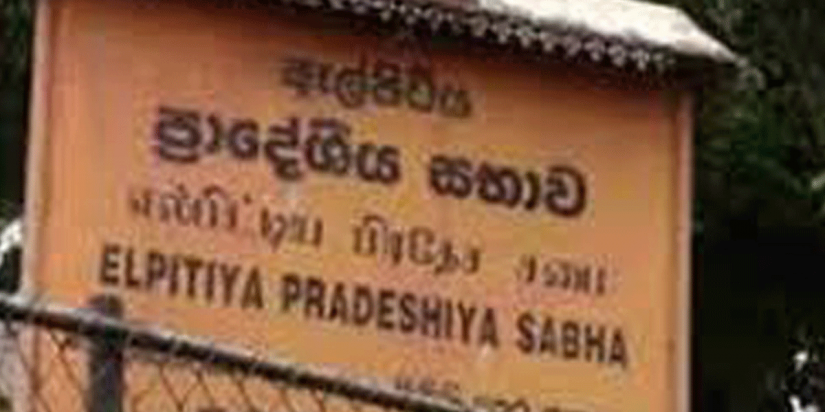 ඇල්පිටිය
ප්‍රාදේශීය සභාව
எல்பிட்டிய பிரதேச சபை
ELPITIYA PRADESHIYA SABHA